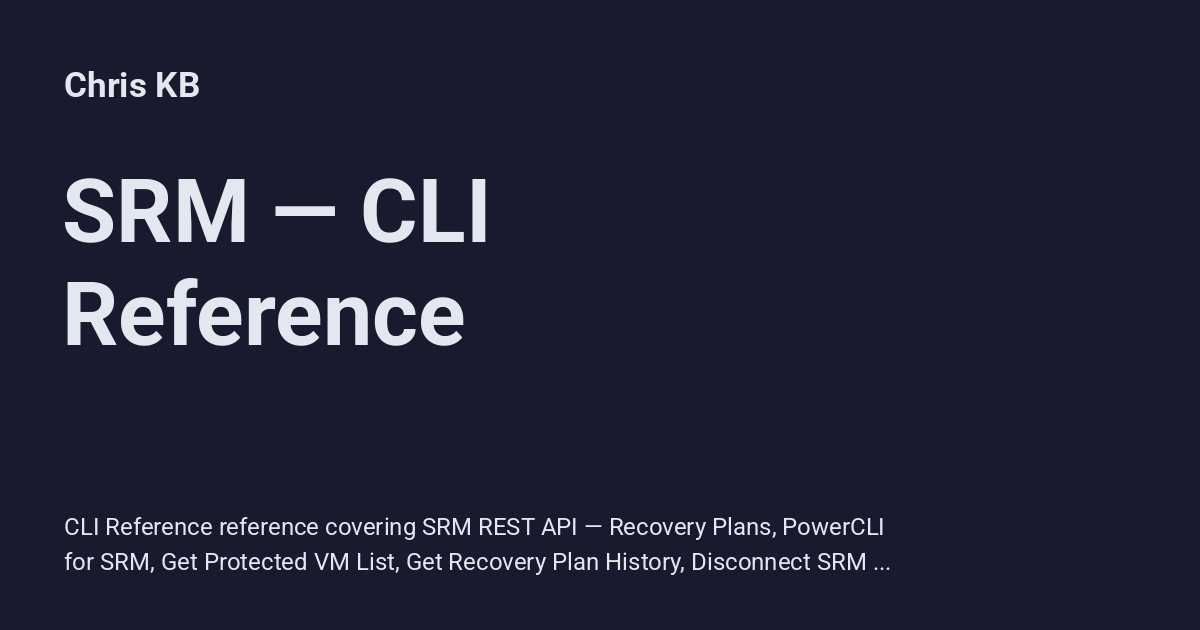 Chris KB
SRM — CLI
Reference
CLI Reference reference covering SRM REST API — Recovery Plans, PowerCLI
for SRM, Get Protected VM List, Get Recovery Plan History, Disconnect SRM ...